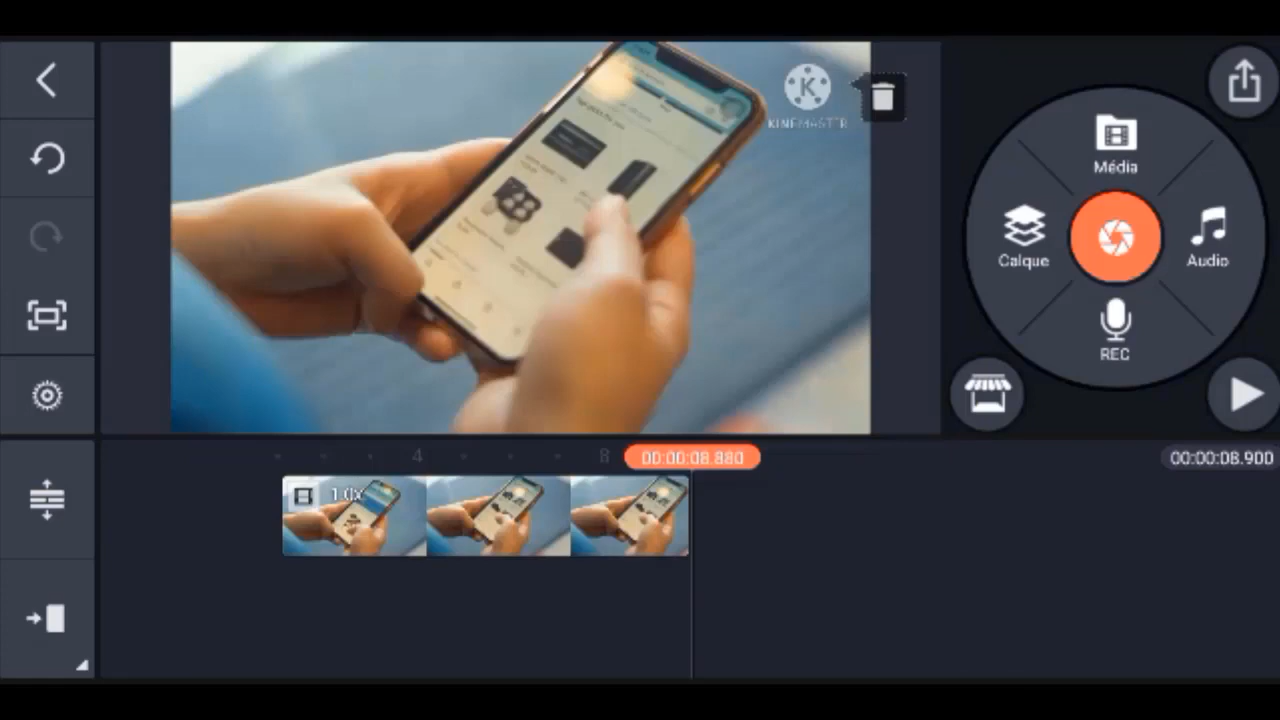 KINEMASTER
Média
Calque
Audio
REC
4
8
00:00:08.880
00:00:08.900
1.0x